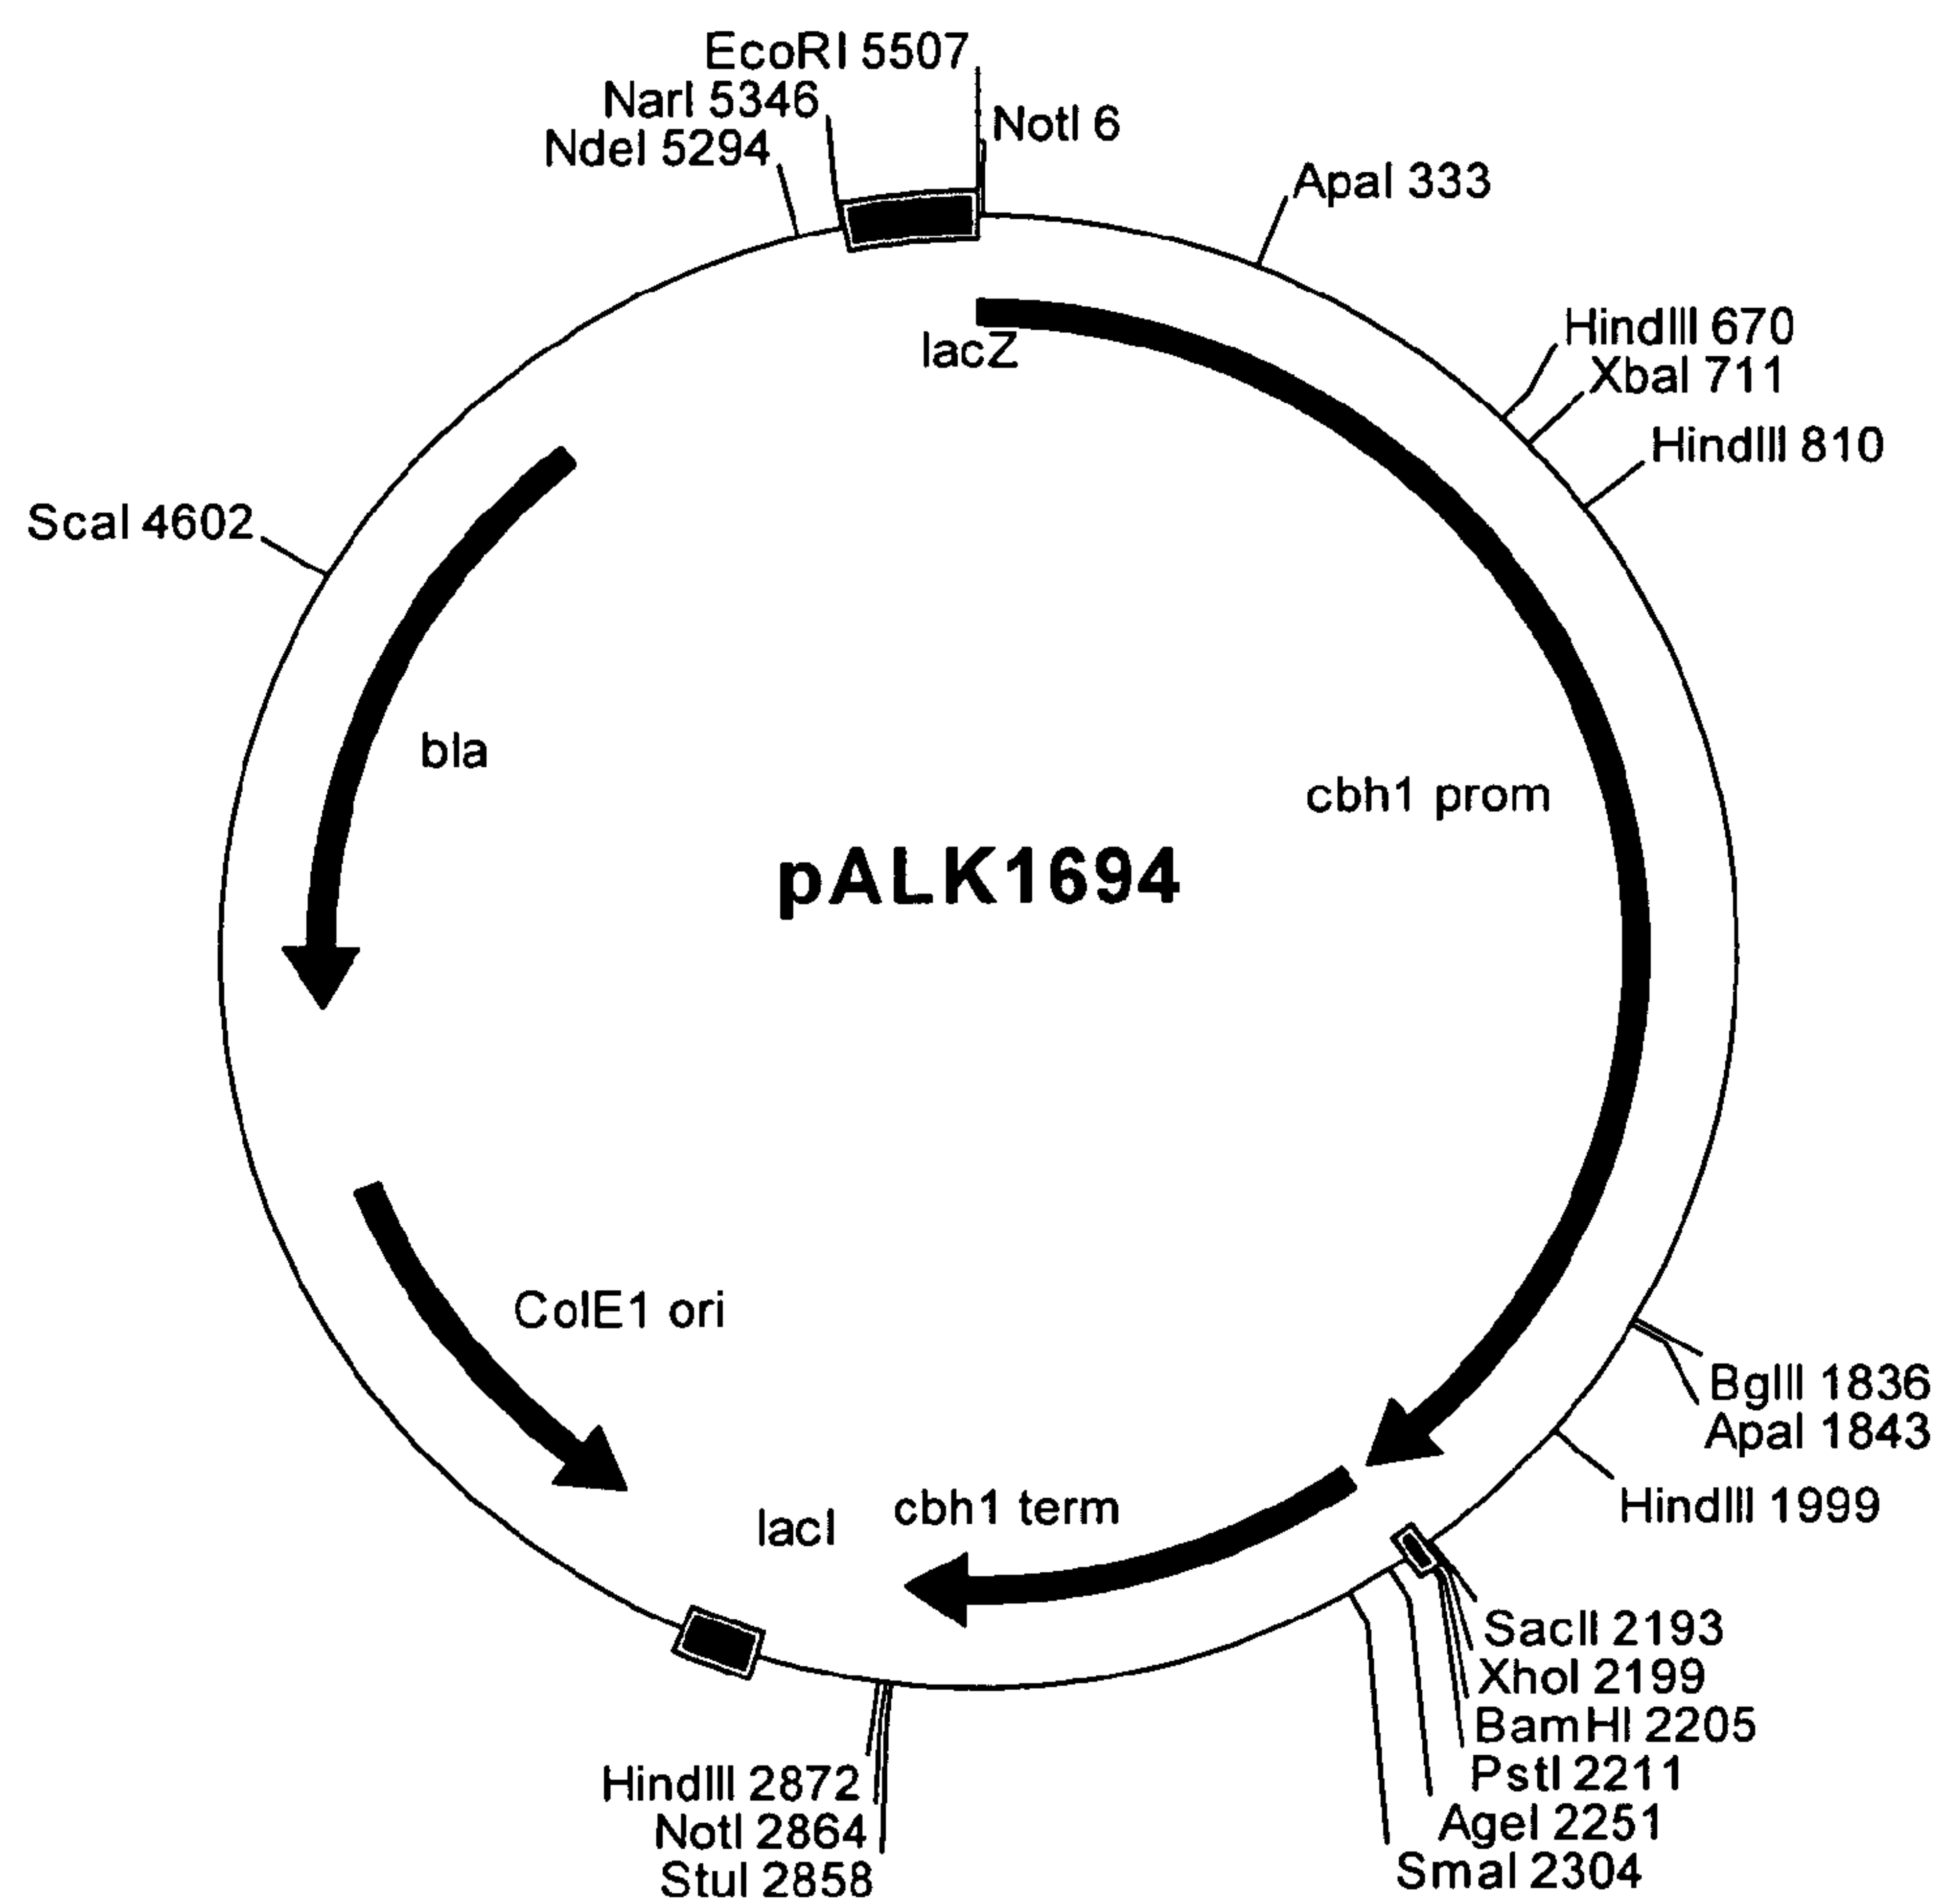 EcoRI 5507
NarI 5346
NotI 6
NdeI 5294
ApaI 333
HindIII 670
lacZ
XbaI 711
HindIII 810
ScaI 4602
bla
cbh1 prom
pALK1694
ColE1 ori
BglII 1836
ApaI 1843
HindIII 1999
cbh1 term
lacI
SacII 2193
XhoI 2199
BamHI 2205
PstI 2211
AgeI 2251
SmaI 2304
HindIII 2872
NotI 2864
StuI 2858